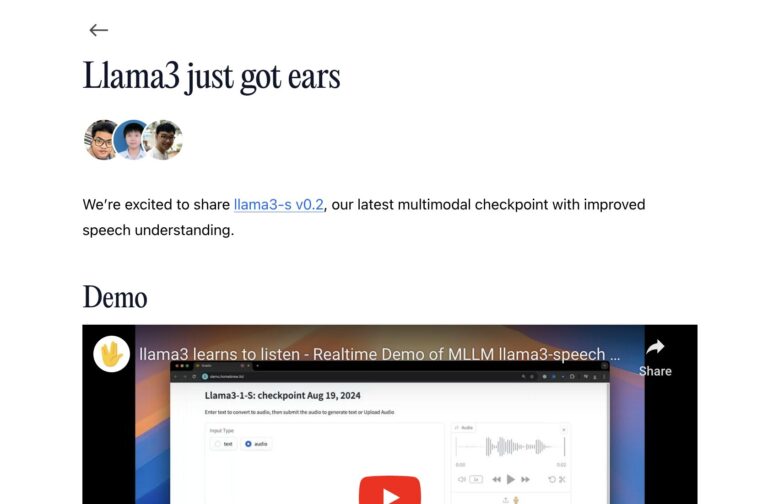 Llama3 just got ears
We're excited to share llama3-s v0.2, our latest multimodal checkpoint with improved
speech understanding.
Demo
llama3 learns to listen - Realtime Demo of MLLM llama3-speech ...
Share
demo.homebrew.ltd
Llama3-1-S: checkpoint Aug 19, 2024
Enter text to convert to audio, then submit the audio to generate text or Upload Audio
Input Type
text
audio
Audio
0:00
0:02
1x